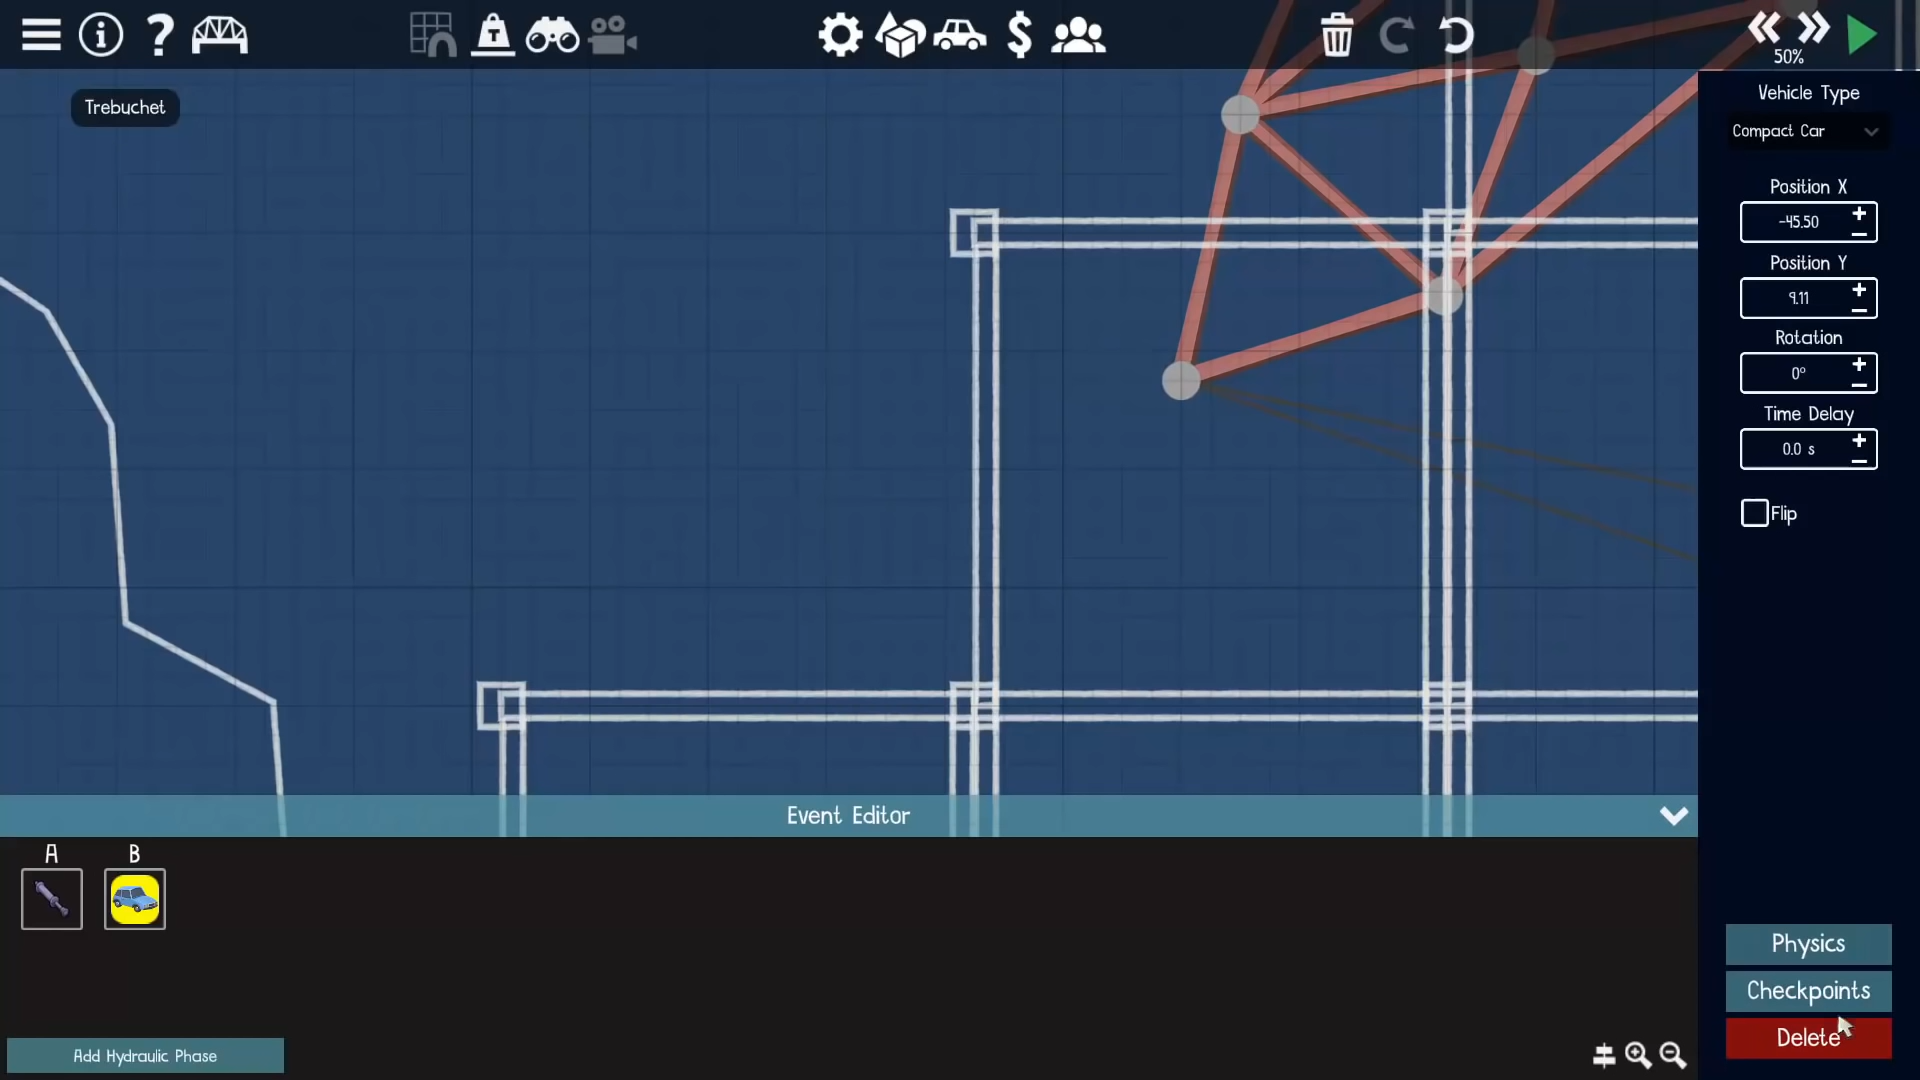 50%
Trebuchet
Vehicle Type
Compact Car
Position X
-45.50
Position Y
9.11
Rotation
0°
Time Delay
0.0 s
Flip
Event Editor
A
B
Physics
Checkpoints
Delete
Add Hydraulic Phase